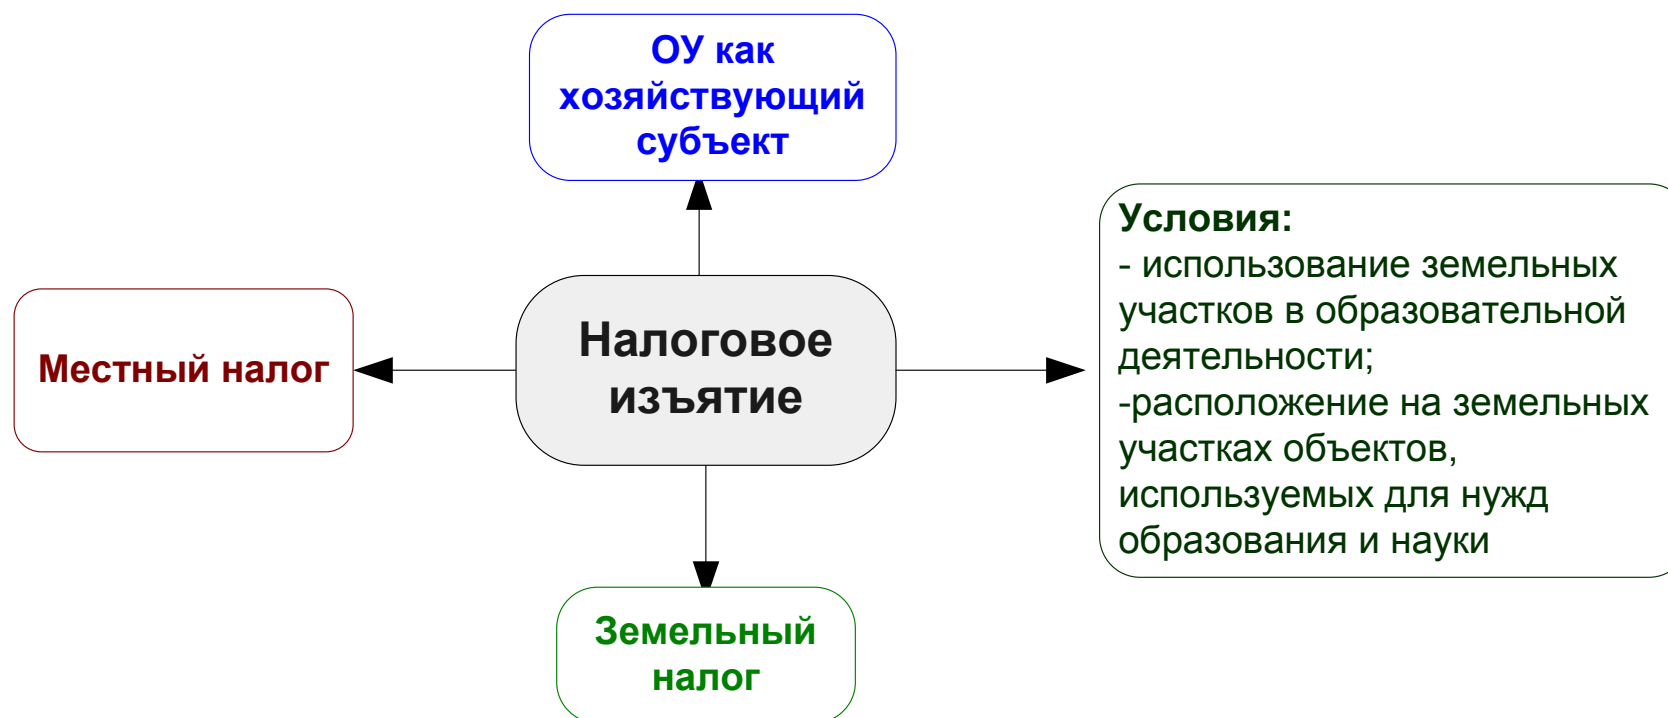 ОУ как
хозяйствующий
субъект
Местный налог
Налоговое
изъятие
Условия:
- использование земельных
участков в образовательной
деятельности;
-расположение на земельных
участках объектов,
используемых для нужд
образования и науки
Земельный
налог